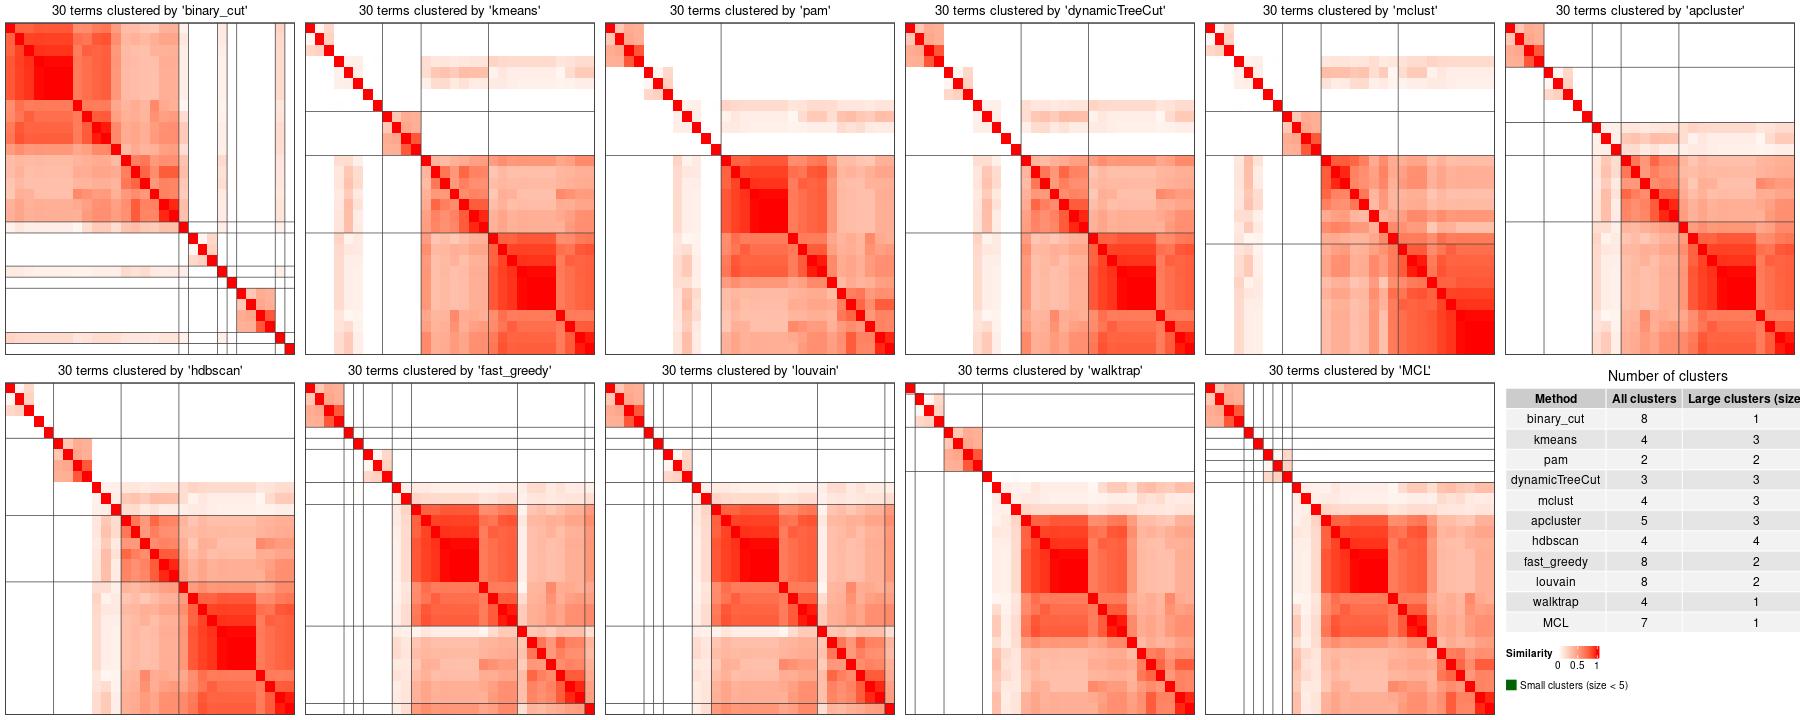 30 terms clustered by 'binary_cut'
30 terms clustered by 'kmeans'
30 terms clustered by 'pam'
30 terms clustered by 'dynamicTreeCut'
30 terms clustered by 'mclust'
30 terms clustered by 'apcluster'
30 terms clustered by 'hdbscan'
30 terms clustered by 'fast_greedy'
30 terms clustered by 'louvain'
30 terms clustered by 'walktrap'
30 terms clustered by 'MCL'
Number of clusters
Method All clusters Large clusters (size
binary_cut 8 1
kmeans 4 3
pam 2 2
dynamicTreeCut 3 3
mclust 4 3
apcluster 5 3
hdbscan 4 4
fast_greedy 8 2
louvain 8 2
walktrap 4 1
MCL 7 1
Similarity
0 0.5 1
Small clusters (size < 5)